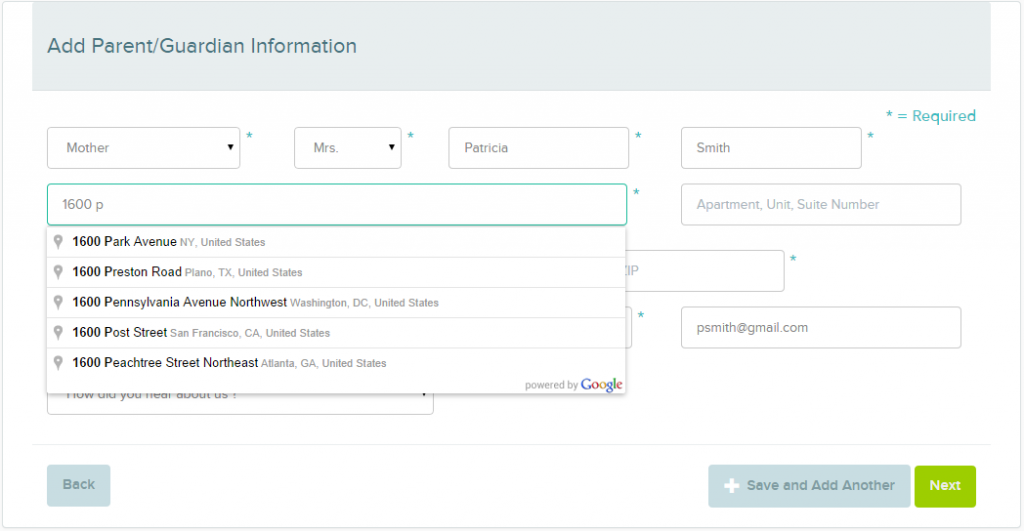 Add Parent/Guardian Information
* = Required
Mother * Mrs. * Patricia * Smith *
1600 p * Apartment, Unit, Suite Number
1600 Park Avenue NY, United States
ZIP *
1600 Preston Road Plano, TX, United States
1600 Pennsylvania Avenue Northwest Washington, DC, United States
* psmith@gmail.com
1600 Post Street San Francisco, CA, United States
1600 Peachtree Street Northeast Atlanta, GA, United States
powered by Google
How did you hear about us ?
Back + Save and Add Another Next